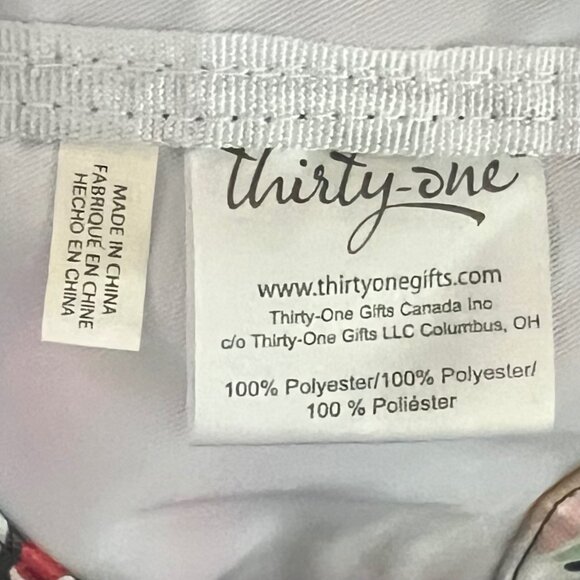 MADE IN CHINA
FABRIQUÉ EN CHINE
HECHO EN CHINA
thirty-one
www.thirtyonegifts.com
Thirty-One Gifts Canada Inc
c/o Thirty-One Gifts LLC Columbus, OH
100% Polyester/100% Polyester/
100 % Poliéster